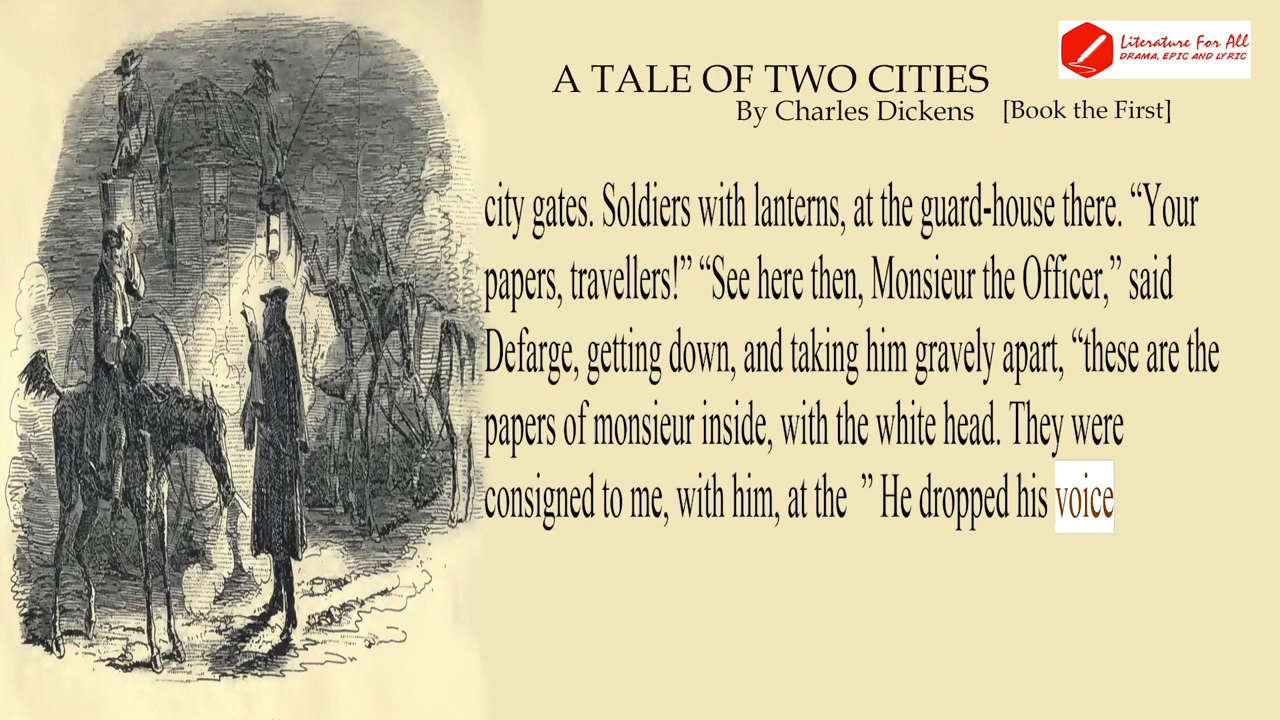 Literature For All
DRAMA, EPIC AND LYRIC
A TALE OF TWO CITIES
By Charles Dickens [Book the First]
city gates. Soldiers with lanterns, at the guard-house there. “Your
papers, travellers!” “See here then, Monsieur the Officer,” said
Defarge, getting down, and taking him gravely apart, “these are the
papers of monsieur inside, with the white head. They were
consigned to me, with him, at the ” He dropped his voice